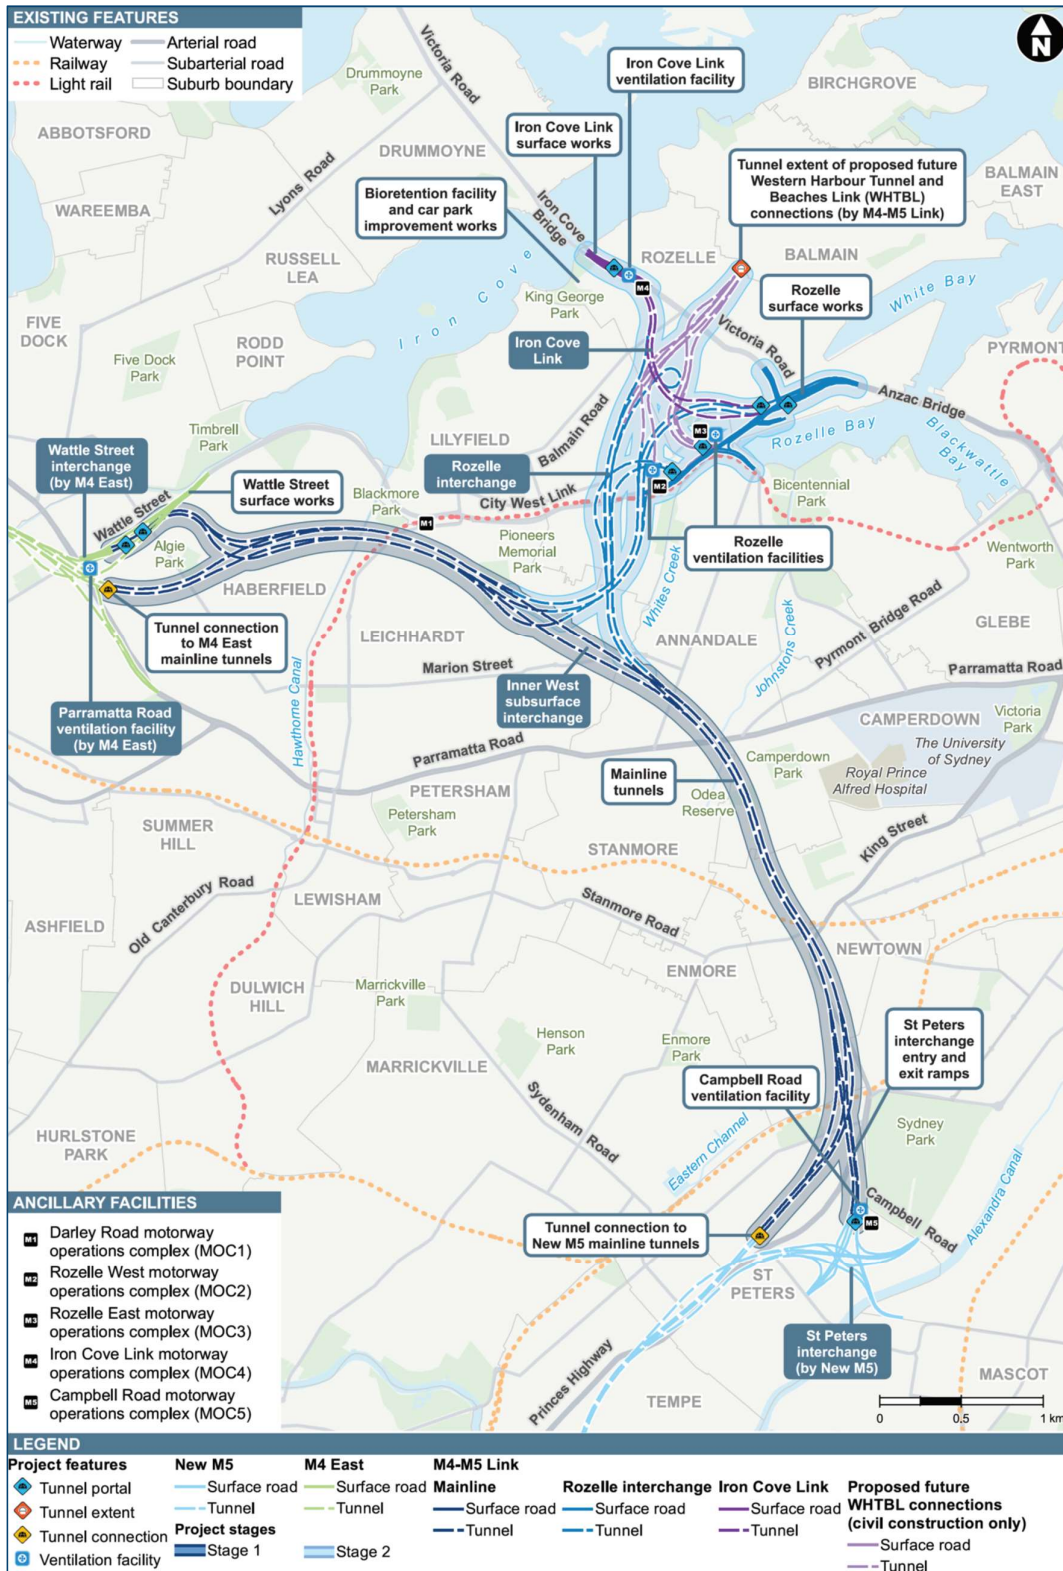 EXISTING FEATURES
Waterway
Arterial road
Railway
Subarterial road
Light rail
Suburb boundary
N
Victoria Road
Drummoyne
Park
Iron Cove Link
ventilation facility
BIRCHGROVE
ABBOTSFORD
Iron Cove Link
surface works
DRUMMOYNE
Tunnel extent of proposed future
Western Harbour Tunnel and
Beaches Link (WHTBL)
connections (by M4-M5 Link)
BALMAIN
EAST
Lyons Road
Bioretention facility
and car park
improvement works
WAREEMBA
Iron Cove
Bridge
RUSSELL
LEA
ROZELLE
BALMAIN
Rozelle
surface works
White Bay
Iron Cove
King George
Park
M4
FIVE
DOCK
RODD
POINT
Iron Cove
Link
Victoria Road
PYRMONT
Five Dock
Park
Anzac Bridge
Timbrell
Park
Balmain Road
M3
Rozelle Bay
Blackwattle
Bay
Wattle Street
interchange
(by M4 East)
LILYFIELD
Rozelle
interchange
Wattle Street
surface works
M2
Bicentennial
Park
Blackmore
Park
City West Link
Wattle Street
M1
Algie
Park
Pioneers
Memorial
Park
Rozelle
ventilation facilities
Wentworth
Park
HABERFIELD
Whites Creek
Tunnel connection
to M4 East
mainline tunnels
LEICHHARDT
ANNANDALE
Johnstons Creek
Pyrmont Bridge Road
GLEBE
Marion Street
Parramatta Road
Hawthorne Canal
Inner West
subsurface
interchange
Parramatta Road
ventilation facility
(by M4 East)
CAMPERDOWN
Victoria
Park
The University
of Sydney
Parramatta Road
Mainline
tunnels
Camperdown
Park
Royal Prince
Alfred Hospital
PETERSHAM
Odea
Reserve
Petersham
Park
SUMMER
HILL
King Street
STANMORE
Old Canterbury Road
LEWISHAM
Stanmore Road
ASHFIELD
NEWTOWN
ENMORE
DULWICH
HILL
Marrickville
Park
St Peters
interchange
entry and
exit ramps
Henson
Park
Enmore
Park
MARRICKVILLE
Campbell Road
ventilation facility
Sydenham Road
Sydney
Park
HURLSTONE
PARK
Eastern Channel
Alexandra Canal
Campbell Road
M5
Tunnel connection to
New M5 mainline tunnels
ST
PETERS
St Peters
interchange
(by New M5)
Princes Highway
MASCOT
TEMPE
0 0.5 1 km
ANCILLARY FACILITIES
M1 Darley Road motorway
operations complex (MOC1)
M2 Rozelle West motorway
operations complex (MOC2)
M3 Rozelle East motorway
operations complex (MOC3)
M4 Iron Cove Link motorway
operations complex (MOC4)
M5 Campbell Road motorway
operations complex (MOC5)
LEGEND
Project features
Tunnel portal
Tunnel extent
Tunnel connection
Ventilation facility
New M5
Surface road
Tunnel
Project stages
Stage 1
Stage 2
M4 East
Surface road
Tunnel
M4-M5 Link
Mainline
Surface road
Tunnel
Rozelle interchange
Surface road
Tunnel
Iron Cove Link
Surface road
Tunnel
Proposed future
WHTBL connections
(civil construction only)
Surface road
Tunnel